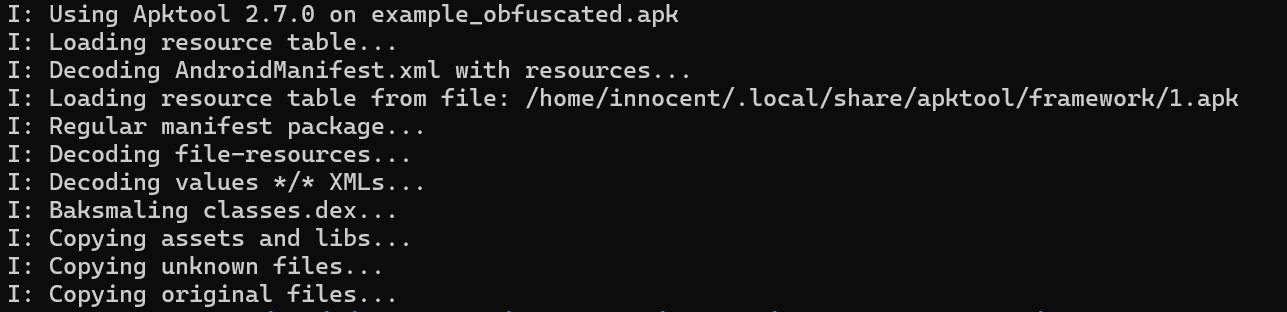 I: Using Apktool 2.7.0 on example_obfuscated.apk
I: Loading resource table...
I: Decoding AndroidManifest.xml with resources...
I: Loading resource table from file: /home/innocent/.local/share/apktool/framework/1.apk
I: Regular manifest package...
I: Decoding file-resources...
I: Decoding values */* XMLs...
I: Baksmaling classes.dex...
I: Copying assets and libs...
I: Copying unknown files...
I: Copying original files...